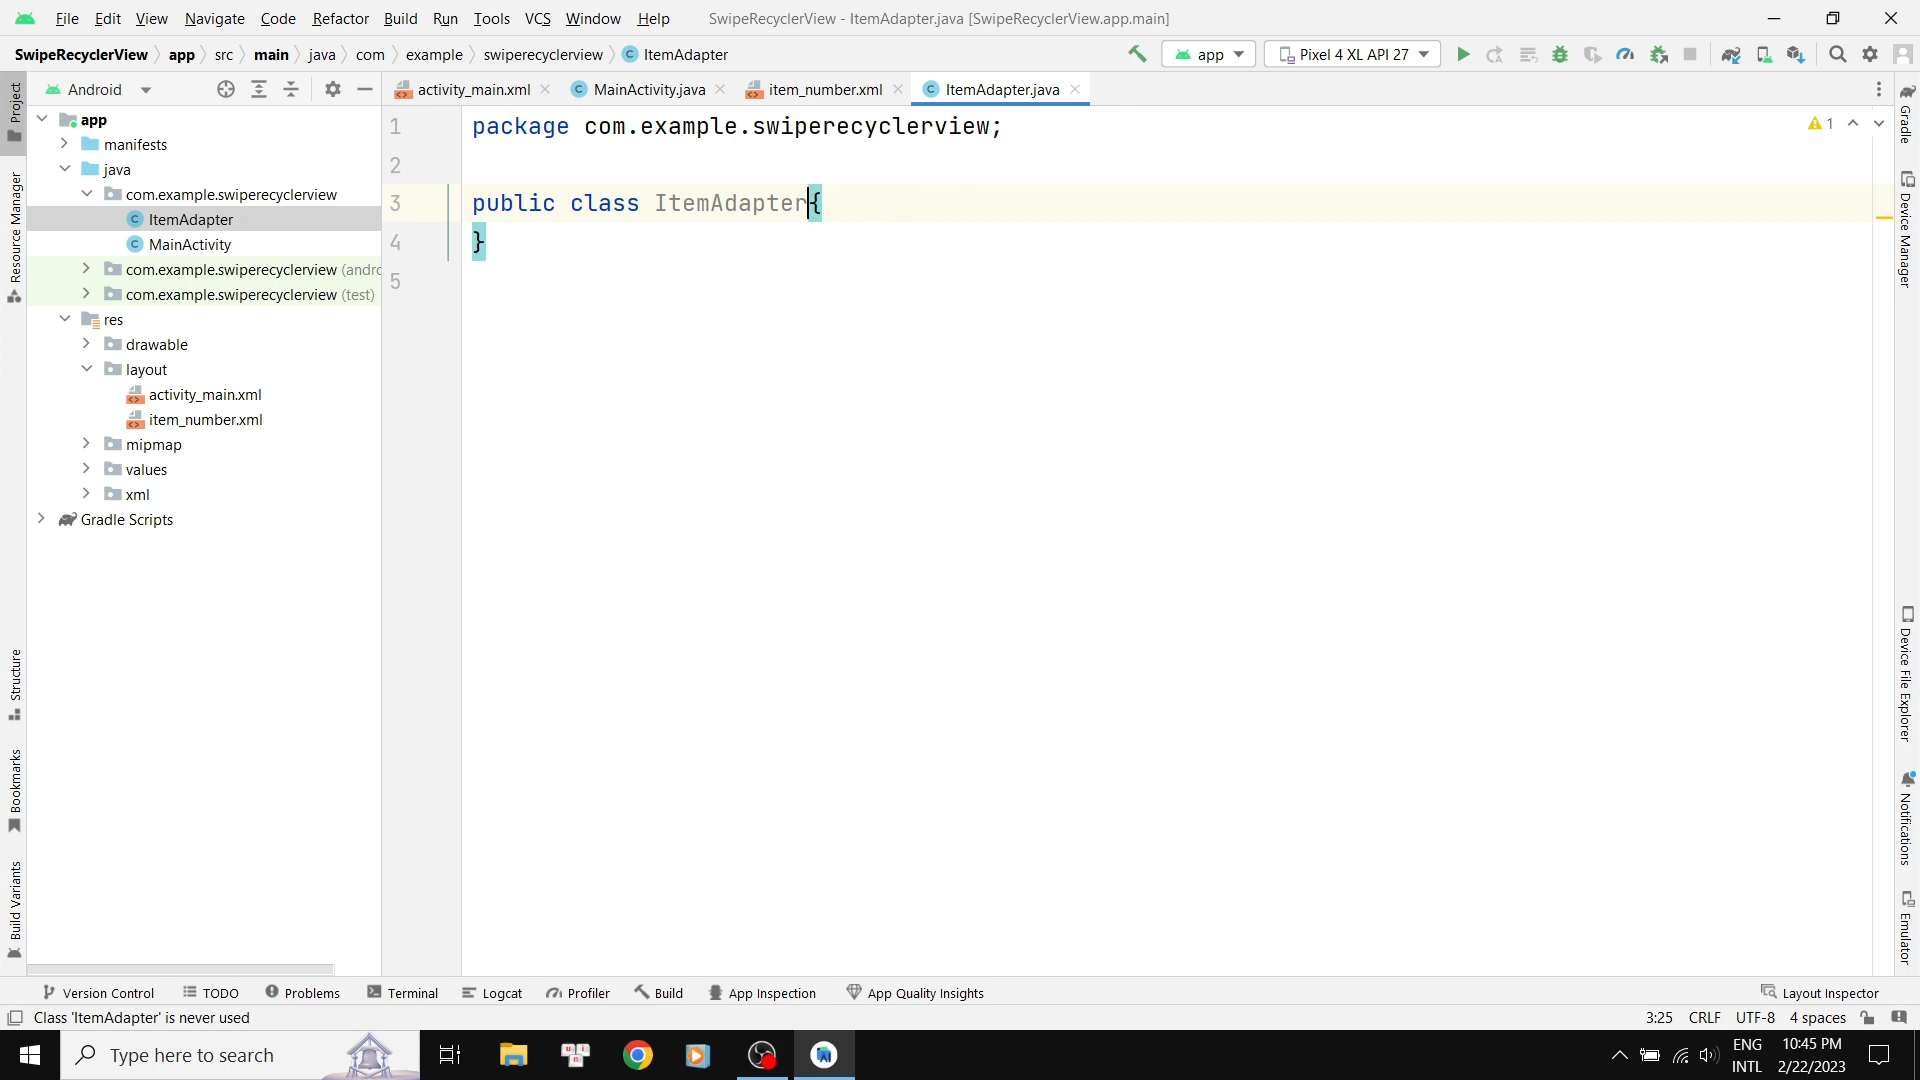 File Edit View Navigate Code Refactor Build Run Tools VCS Window Help SwipeRecyclerView - ItemAdapter.java [SwipeRecyclerView.app.main]
SwipeRecyclerView app src main java com example swiperecyclerview ItemAdapter app Pixel 4 XL API 27
Android activity_main.xml MainActivity.java item_number.xml ItemAdapter.java
1 package com.example.swiperecyclerview;
2
3 public class ItemAdapter{
4 }
5
1
app
manifests
java
com.example.swiperecyclerview
ItemAdapter
MainActivity
com.example.swiperecyclerview (andro
com.example.swiperecyclerview (test)
res
drawable
layout
activity_main.xml
item_number.xml
mipmap
values
xml
Gradle Scripts
Project
Resource Manager
Structure
Bookmarks
Build Variants
Gradle
Device Manager
Device File Explorer
Notifications
Emulator
Version Control TODO Problems Terminal Logcat Profiler Build App Inspection App Quality Insights Layout Inspector
Class 'ItemAdapter' is never used 3:25 CRLF UTF-8 4 spaces
Type here to search
ENG
INTL
10:45 PM
2/22/2023